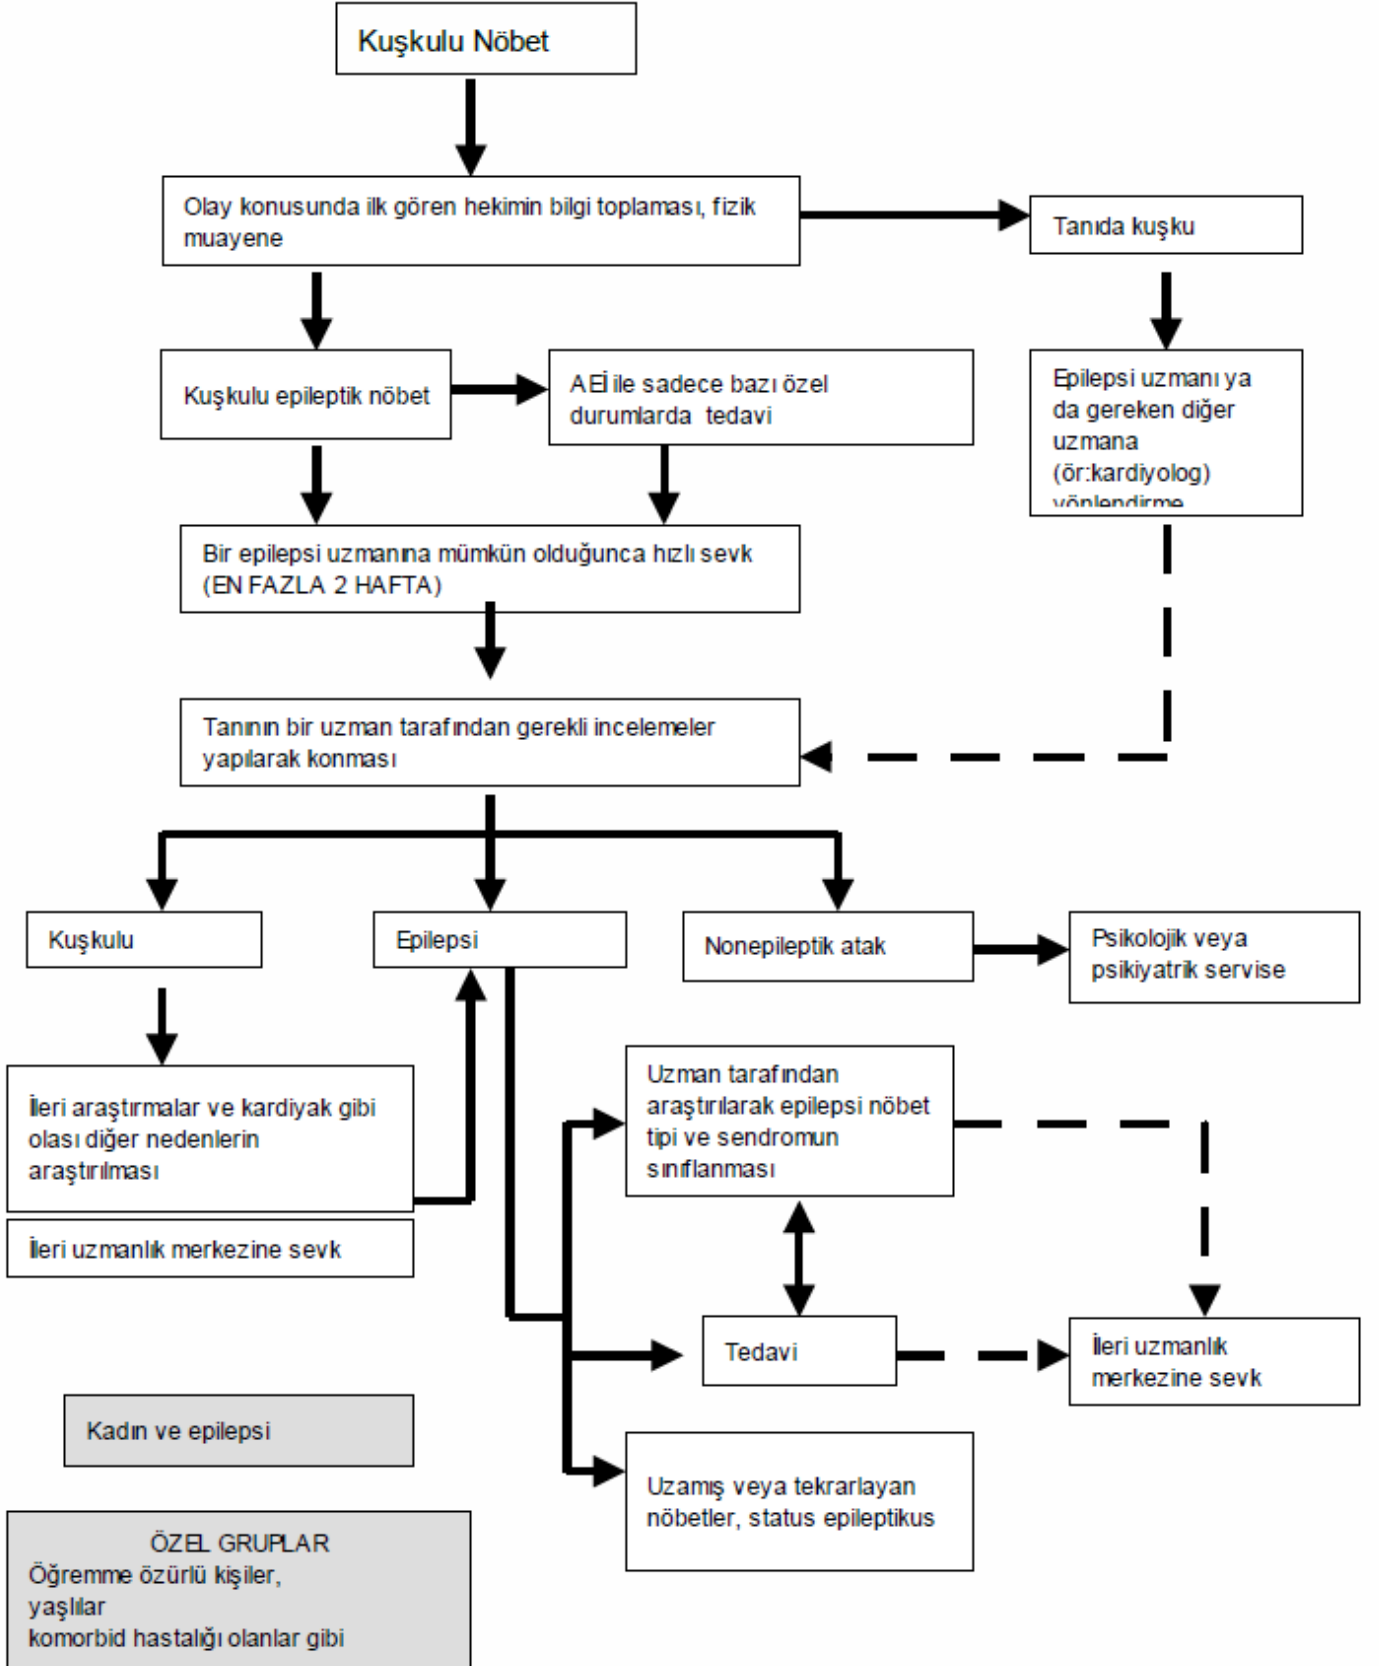 Kuşkulu Nöbet
Olay konusunda ilk gören hekimin bilgi toplaması, fizik
muayene
Tanıda kuşku
Kuşkulu epileptik nöbet
AEİ ile sadece bazı özel
durumlarda tedavi
Epilepsi uzmanı ya
da gereken diğer
uzmana
(ör:kardiyolog)
yönlendirme
Bir epilepsi uzmanına mümkün olduğunca hızlı sevk
(EN FAZLA 2 HAFTA)
Tanının bir uzman tarafından gerekli incelemeler
yapılarak konması
Kuşkulu
Epilepsi
Nonepileptik atak
Psikolojik veya
psikiyatrik servise
İleri araştırmalar ve kardiyak gibi
olası diğer nedenlerin
araştırılması
İleri uzmanlık merkezine sevk
Uzman tarafından
araştırılarak epilepsi nöbet
tipi ve sendromun
sınıflanması
Tedavi
İleri uzmanlık
merkezine sevk
Kadın ve epilepsi
Uzamış veya tekrarlayan
nöbetler, status epileptikus
ÖZEL GRUPLAR
Öğremme özürlü kişiler,
yaşlılar
komorbid hastalığı olanlar gibi